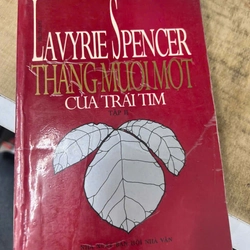 LAVYRIE SPENCER
THÁNG MƯỜI MỘT
CỦA TRÁI TIM